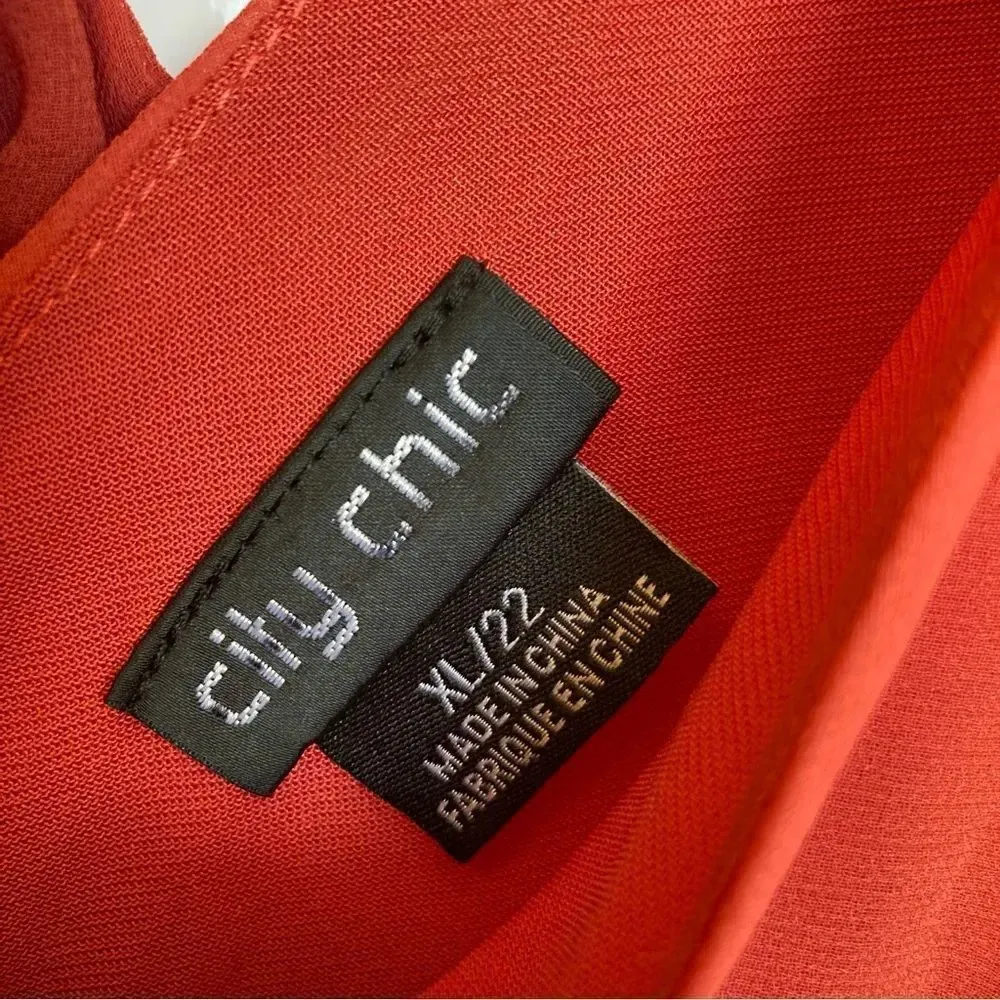 city chic
XL/22
MADE IN CHINA
FABRIQUE EN CHINE